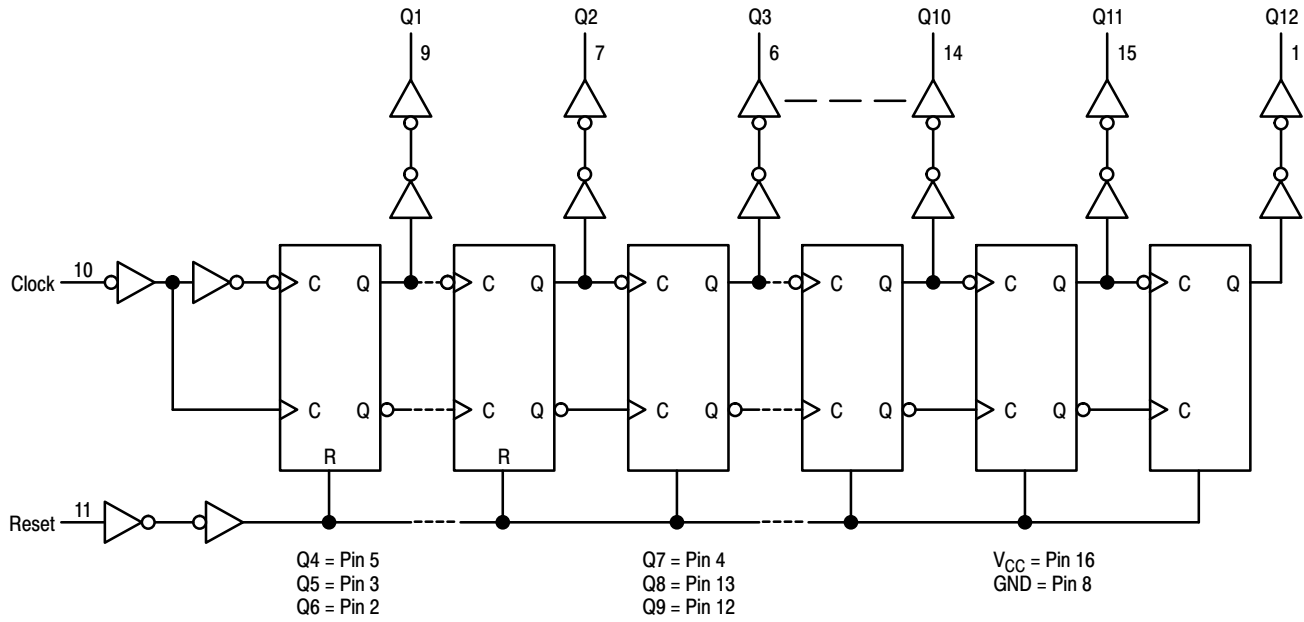 Q1 Q2 Q3 Q10 Q11 Q12
9 7 6 14 15 1
Clock 10 C Q C Q C Q C Q C Q C Q
C Q C Q C Q C Q C Q C
R R
Reset 11
Q4 = Pin 5
Q5 = Pin 3
Q6 = Pin 2
Q7 = Pin 4
Q8 = Pin 13
Q9 = Pin 12
VCC = Pin 16
GND = Pin 8